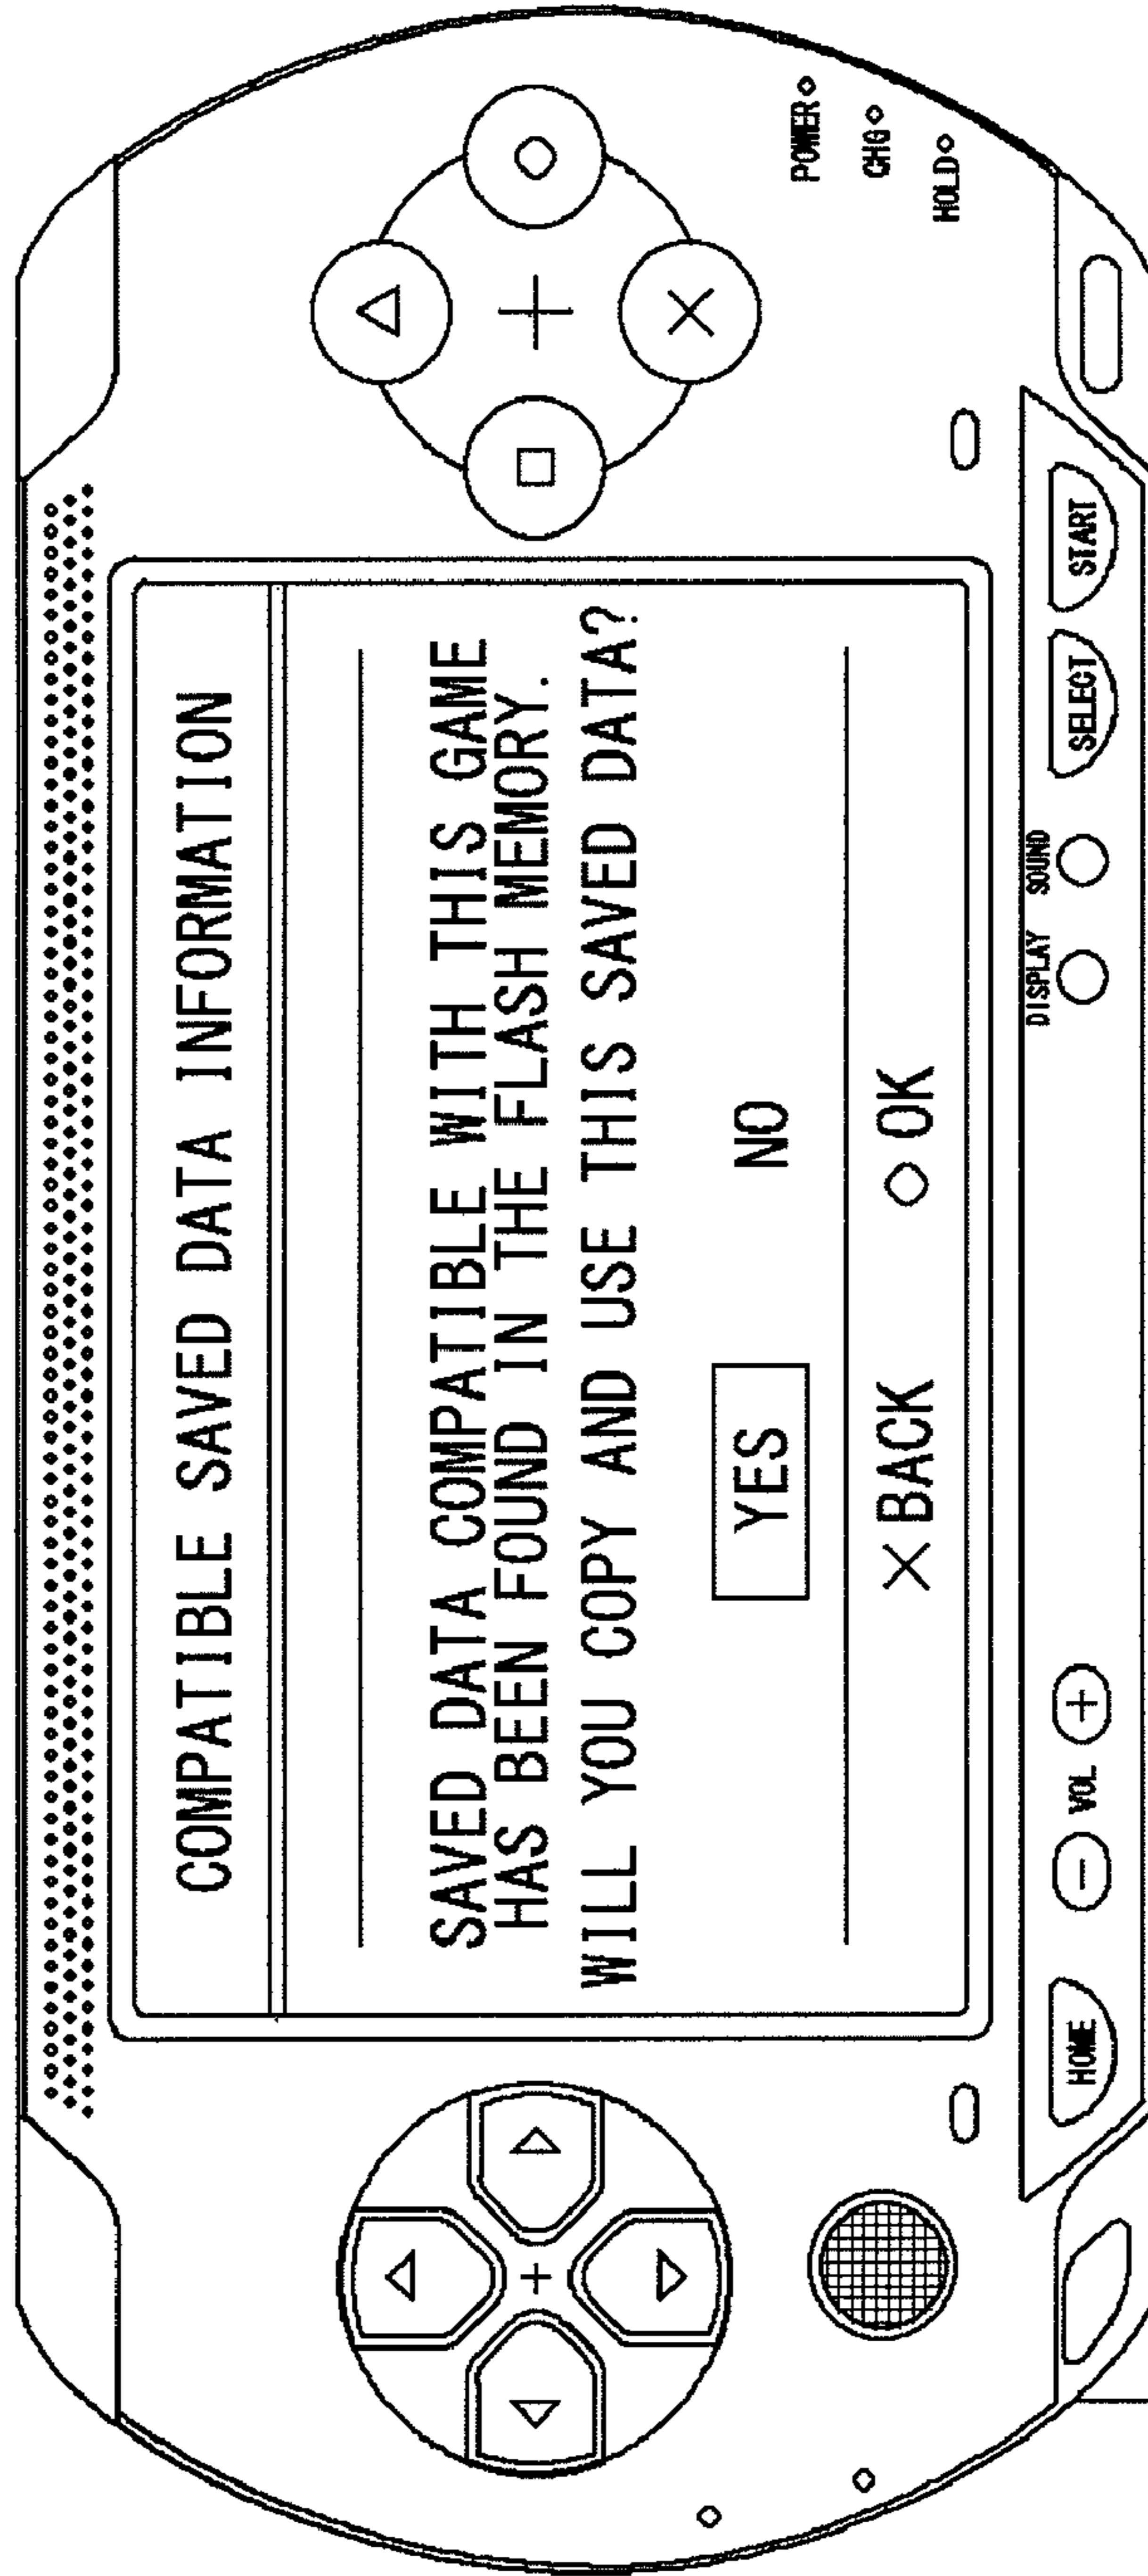 COMPATIBLE SAVED DATA INFORMATION
SAVED DATA COMPATIBLE WITH THIS GAME
HAS BEEN FOUND IN THE FLASH MEMORY.
WILL YOU COPY AND USE THIS SAVED DATA?
YES NO
× BACK ○ OK
POWER
CHG
HOLD
HOME − VOL + DISPLAY SOUND SELECT START